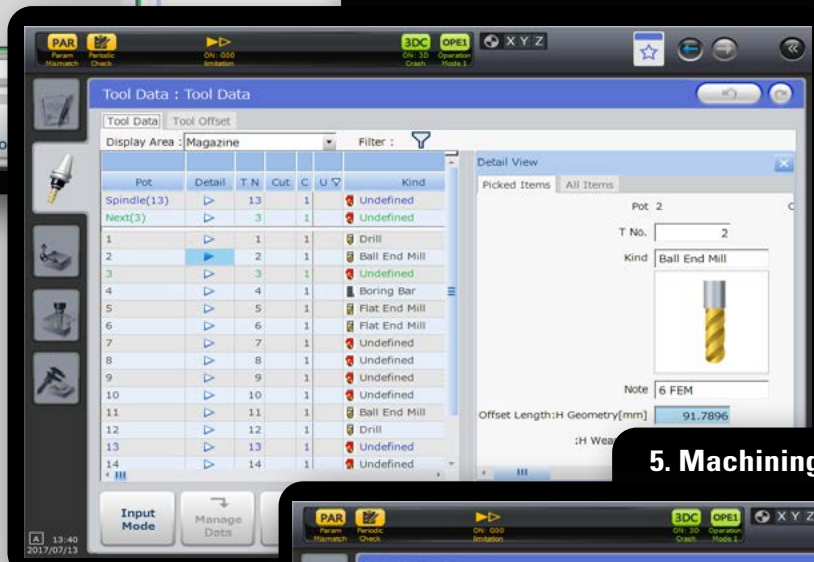 PAR
Param
Mismatch
Periodic
Check
ON: G00
limitation
3DC
ON: 3D
Crash
OPE1
Operation
Mode 1
X Y Z
Tool Data : Tool Data
Tool Data Tool Offset
Display Area : Magazine Filter :
Pot Detail T N Cut C U Kind
Spindle(13) 13 1 Undefined
Next(3) 3 1 Undefined
1 1 1 Drill
2 2 1 Ball End Mill
3 3 1 Undefined
4 4 1 Boring Bar
5 5 1 Flat End Mill
6 6 1 Flat End Mill
7 7 1 Undefined
8 8 1 Undefined
9 9 1 Undefined
10 10 1 Undefined
11 11 1 Ball End Mill
12 12 1 Drill
13 13 1 Undefined
14 14 1 Undefined
Detail View
Picked Items All Items
Pot 2
T No. 2
Kind Ball End Mill
Note 6 FEM
Offset Length:H Geometry[mm] 91.7896
:H Wea
5. Machining
Input
Mode
Manage
Data
A 13:40
2017/07/13
PAR
Param
Mismatch
Periodic
Check
ON: G00
limitation
3DC
ON: 3D
Crash
OPE1
Operation
Mode 1
X Y Z